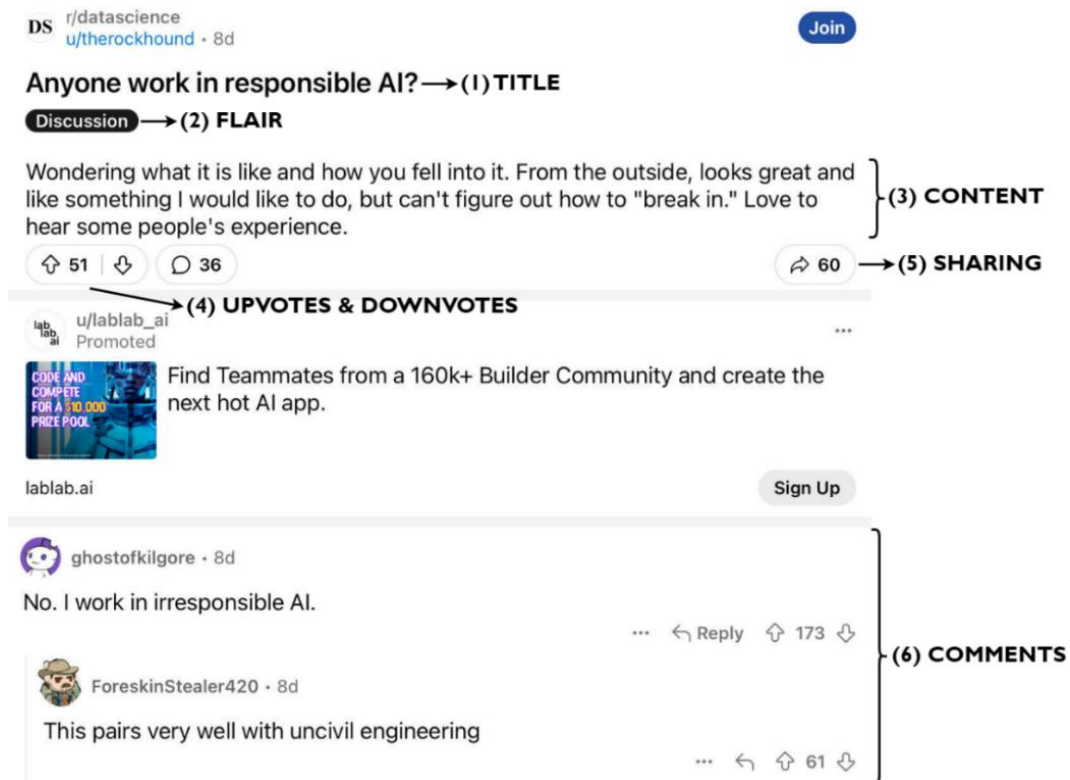 DS
r/datascience
u/therockhound • 8d
Join
Anyone work in responsible AI?
(1) TITLE
Discussion
(2) FLAIR
Wondering what it is like and how you fell into it. From the outside, looks great and
like something I would like to do, but can't figure out how to "break in." Love to
hear some people's experience.
(3) CONTENT
51
36
60
(5) SHARING
(4) UPVOTES & DOWNVOTES
lab
lab
ai
u/lablab_ai
Promoted
CODE AND
COMPETE
FOR A $10,000
PRIZE POOL
Find Teammates from a 160k+ Builder Community and create the
next hot AI app.
lablab.ai
Sign Up
ghostofkilgore • 8d
No. I work in irresponsible AI.
Reply
173
(6) COMMENTS
ForeskinStealer420 • 8d
This pairs very well with uncivil engineering
61